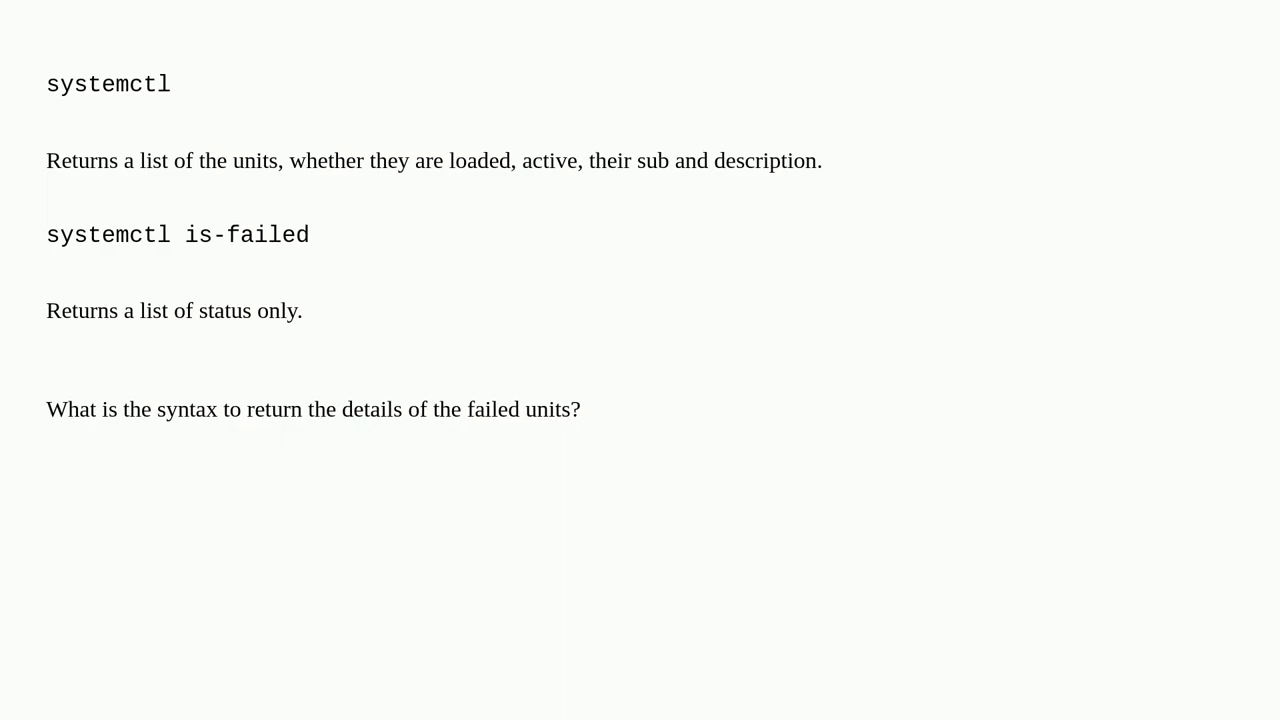 systemctl
Returns a list of the units, whether they are loaded, active, their sub and description.
systemctl is-failed
Returns a list of status only.
What is the syntax to return the details of the failed units?